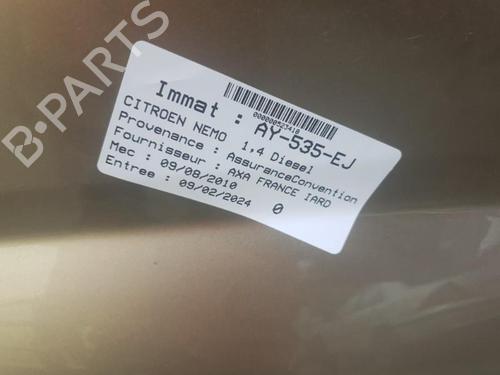 B-PARTS
000000523418
Immat : AY-535-EJ
CITROEN NEMO 1,4 Diesel
Provenance : AssuranceConvention
Fournisseur : AXA FRANCE IARD
Mec : 09/08/2010
Entree : 09/02/2024 0